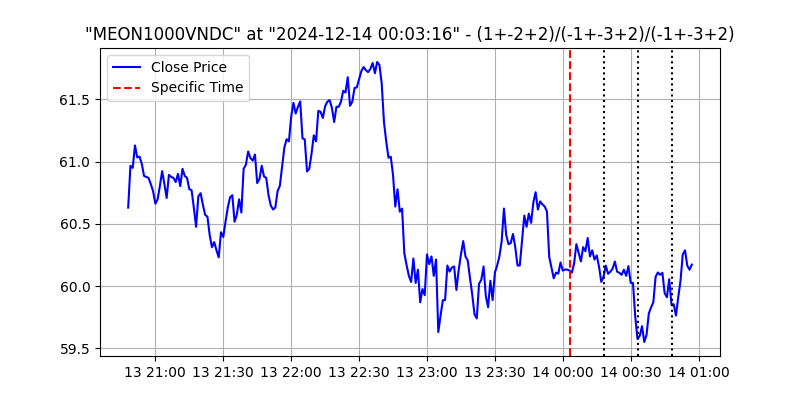 "MEON1000VNDC" at "2024-12-14 00:03:16" - (1+-2+2)/(-1+-3+2)/(-1+-3+2)
Close Price
Specific Time
61.5
61.0
60.5
60.0
59.5
13 21:00 13 21:30 13 22:00 13 22:30 13 23:00 13 23:30 14 00:00 14 00:30 14 01:00